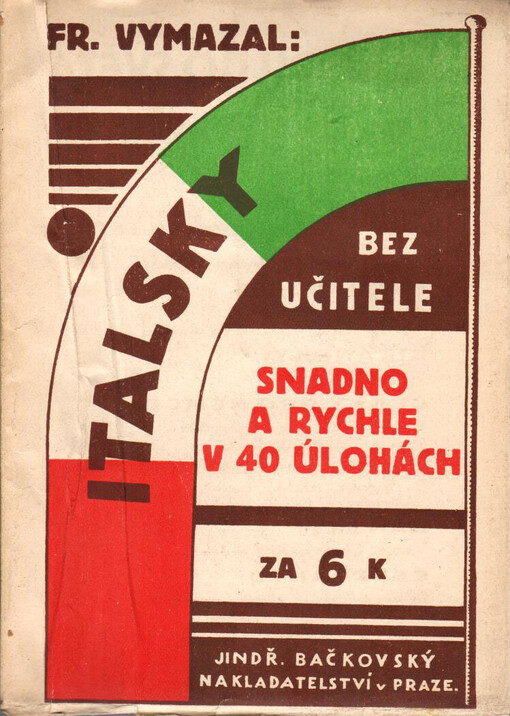 FR. VYMAZAL:
ITALSKY
BEZ
UČITELE
SNADNO
A RYCHLE
V 40 ÚLOHÁCH
ZA 6 K
JINDŘ. BAČKOVSKÝ
NAKLADATELSTVÍ v PRAZE.